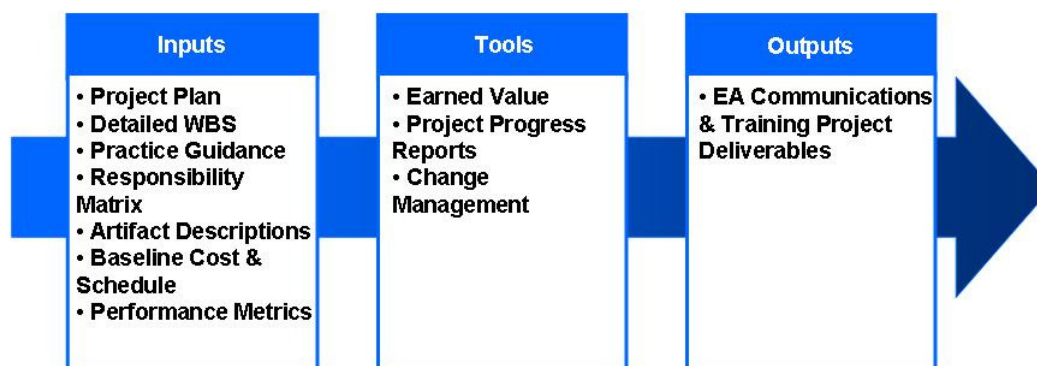 Inputs
• Project Plan
• Detailed WBS
• Practice Guidance
• Responsibility
Matrix
• Artifact Descriptions
• Baseline Cost &
Schedule
• Performance Metrics
Tools
• Earned Value
• Project Progress
Reports
• Change
Management
Outputs
• EA Communications
& Training Project
Deliverables